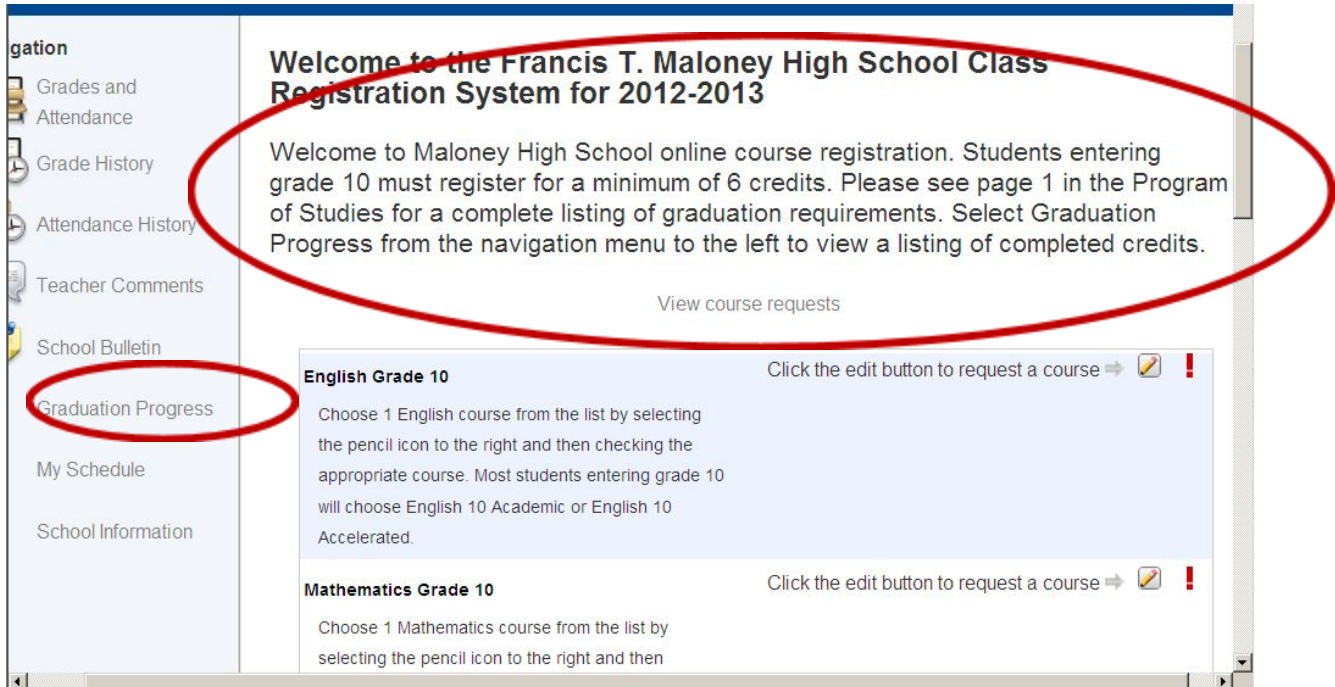 gation
Grades and
Attendance
Grade History
Attendance History
Teacher Comments
School Bulletin
Graduation Progress
My Schedule
School Information
Welcome to the Francis T. Maloney High School Class
Registration System for 2012-2013
Welcome to Maloney High School online course registration. Students entering
grade 10 must register for a minimum of 6 credits. Please see page 1 in the Program
of Studies for a complete listing of graduation requirements. Select Graduation
Progress from the navigation menu to the left to view a listing of completed credits.
View course requests
English Grade 10
Click the edit button to request a course
Choose 1 English course from the list by selecting
the pencil icon to the right and then checking the
appropriate course. Most students entering grade 10
will choose English 10 Academic or English 10
Accelerated.
Mathematics Grade 10
Click the edit button to request a course
Choose 1 Mathematics course from the list by
selecting the pencil icon to the right and then